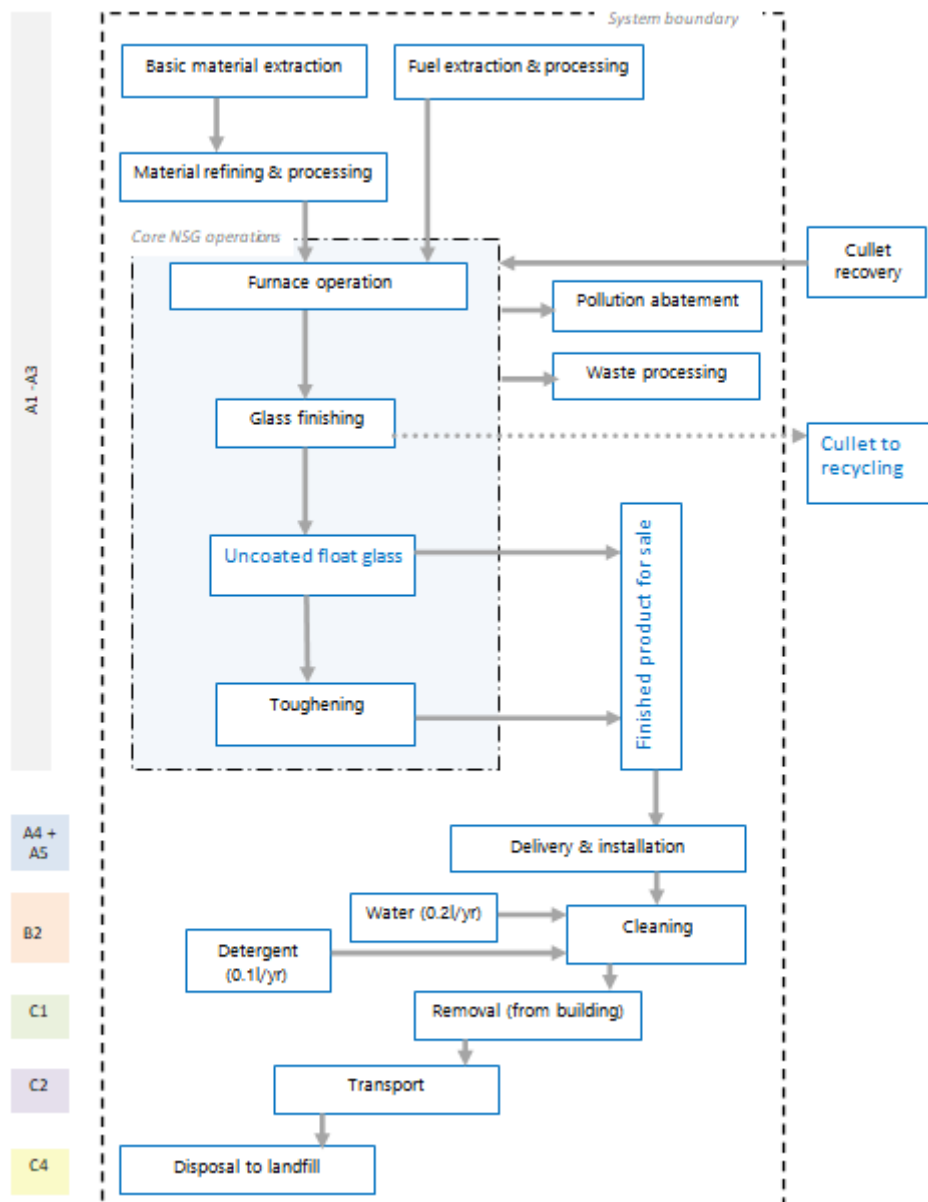 System boundary
Basic material extraction
Fuel extraction & processing
Material refining & processing
Core NSG operations
Furnace operation
Cullet
recovery
Pollution abatement
Waste processing
A1 -A3
Glass finishing
Cullet to
recycling
Uncoated float glass
Finished product for sale
Toughening
A4 +
A5
Delivery & installation
Water (0.2l/yr)
B2
Cleaning
Detergent
(0.1l/yr)
C1
Removal (from building)
C2
Transport
C4
Disposal to landfill